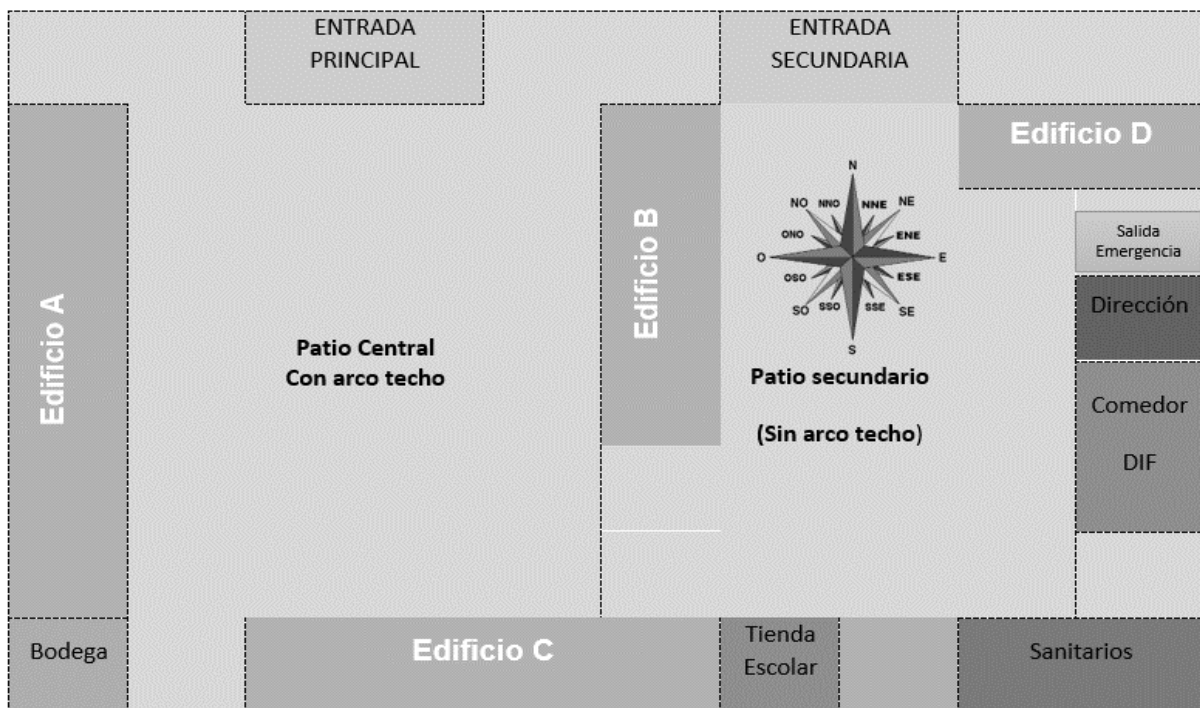 ENTRADA
PRINCIPAL
ENTRADA
SECUNDARIA
Edificio D
N
NO
NNO
NNE
NE
ONO
ENE
O
E
OSO
ESE
SO
SSO
SSE
SE
S
Edificio A
Patio Central
Con arco techo
Edificio B
Patio secundario
(Sin arco techo)
Salida
Emergencia
Dirección
Comedor
DIF
Bodega
Edificio C
Tienda
Escolar
Sanitarios